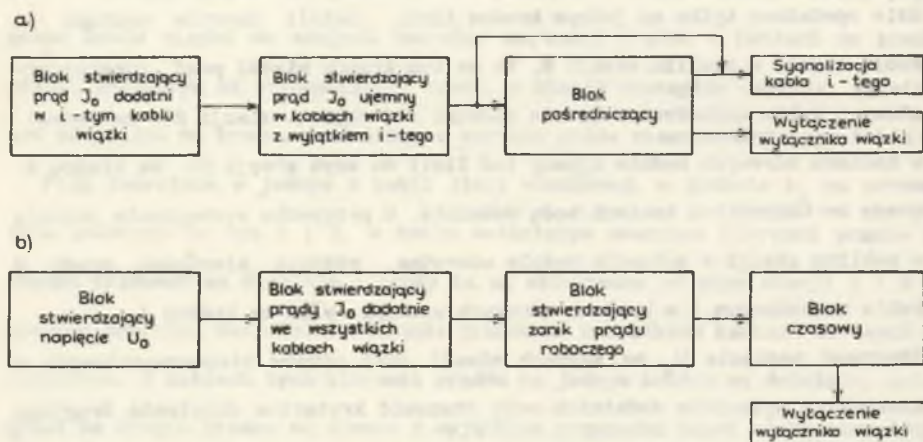 a)
Blok stwierdzający
prąd J₀ dodatni
w i-tym kablu
wiązki
Blok stwierdzający
prąd J₀ ujemny
w kablach wiązki
z wyjątkiem i-tego
Blok
pośredniczący
Sygnalizacja
kabla i-tego
Wyłączenie
wyłącznika wiązki
b)
Blok
stwierdzający
napięcie U₀
Blok stwierdzający
prądy J₀ dodatnie
we wszystkich
kablach wiązki
Blok
stwierdzający
zanik prądu
roboczego
Blok
czasowy
Wyłączenie
wyłącznika wiązki